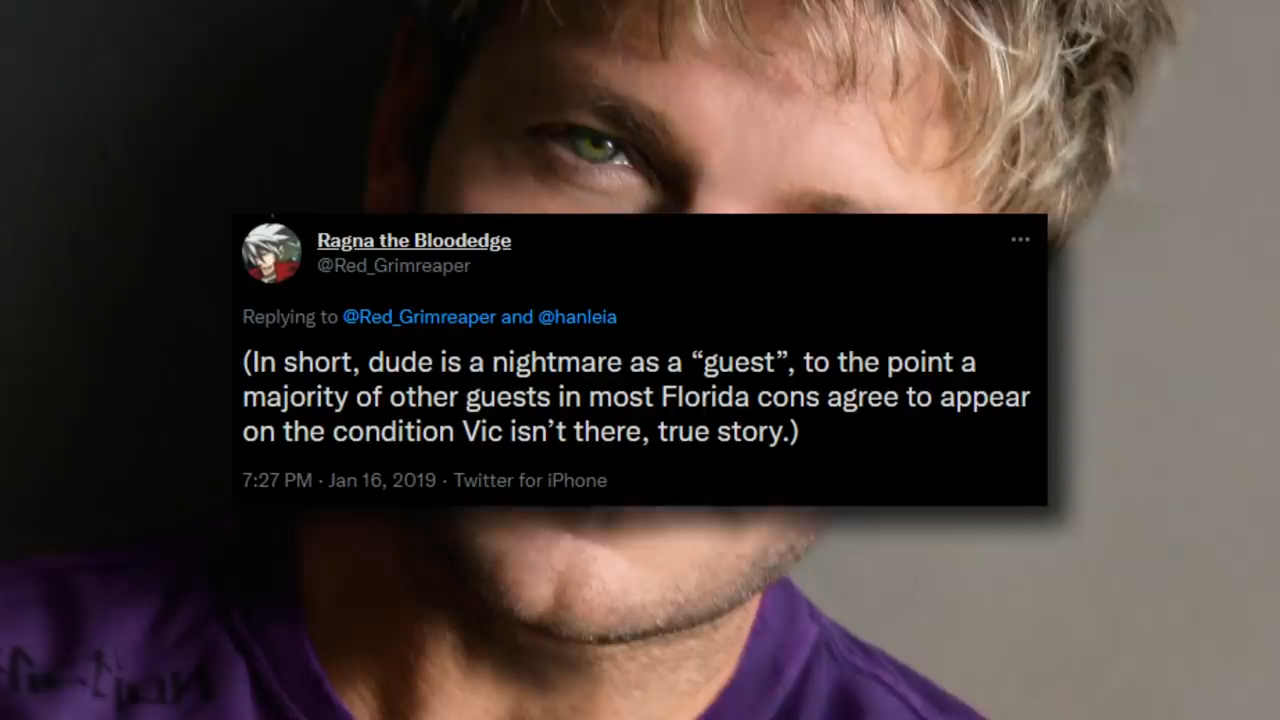 Ragna the Bloodedge
@Red_Grimreaper
Replying to @Red_Grimreaper and @hanleia
(In short, dude is a nightmare as a “guest”, to the point a
majority of other guests in most Florida cons agree to appear
on the condition Vic isn’t there, true story.)
7:27 PM · Jan 16, 2019 · Twitter for iPhone